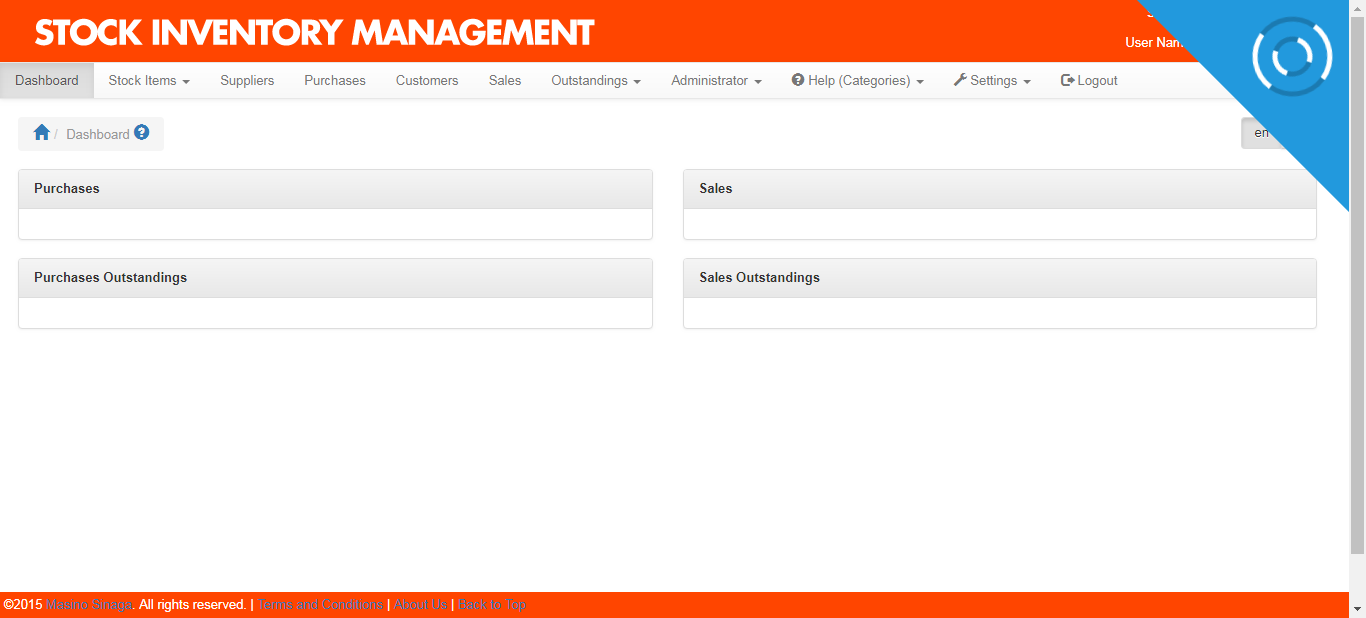 STOCK INVENTORY MANAGEMENT
User Nam
Dashboard Stock Items Suppliers Purchases Customers Sales Outstandings Administrator Help (Categories) Settings Logout
/ Dashboard
en
Purchases Sales
Purchases Outstandings Sales Outstandings
©2015 Masino Sinaga. All rights reserved. | Terms and Conditions | About Us | Back to Top